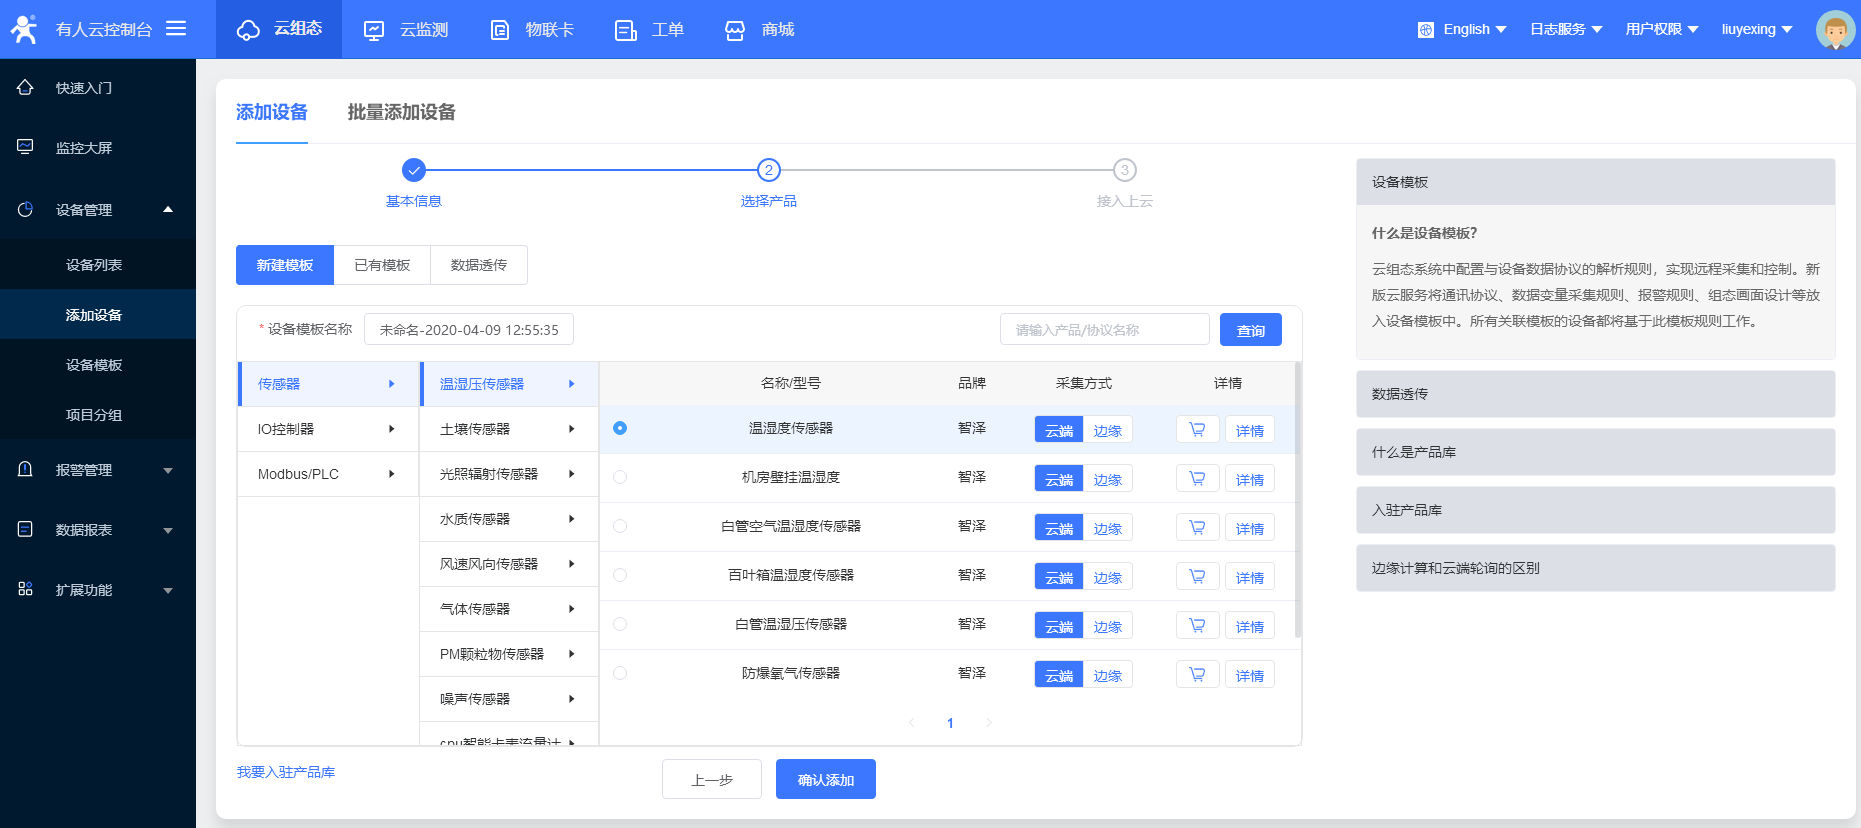 有人云控制台
云组态
云监测
物联卡
工单
商城
English
日志服务
用户权限
liuyexing
快速入门
监控大屏
设备管理
设备列表
添加设备
设备模板
项目分组
报警管理
数据报表
扩展功能
添加设备
批量添加设备
2
3
基本信息
选择产品
接入上云
新建模板
已有模板
数据透传
* 设备模板名称
未命名-2020-04-09 12:55:35
请输入产品/协议名称
查询
传感器
IO控制器
Modbus/PLC
温湿压传感器
土壤传感器
光照辐射传感器
水质传感器
风速风向传感器
气体传感器
PM颗粒物传感器
噪声传感器
cpu智能卡表流量计
名称/型号 品牌 采集方式 详情
温湿度传感器 智泽 云端 边缘 详情
机房壁挂温湿度 智泽 云端 边缘 详情
白管空气温湿度传感器 智泽 云端 边缘 详情
百叶箱温湿度传感器 智泽 云端 边缘 详情
白管温湿压传感器 智泽 云端 边缘 详情
防爆氧气传感器 智泽 云端 边缘 详情
1
我要入驻产品库
上一步
确认添加
设备模板
什么是设备模板?
云组态系统中配置与设备数据协议的解析规则，实现远程采集和控制。新
版云服务将通讯协议、数据变量采集规则、报警规则、组态画面设计等放
入设备模板中。所有关联模板的设备都将基于此模板规则工作。
数据透传
什么是产品库
入驻产品库
边缘计算和云端轮询的区别